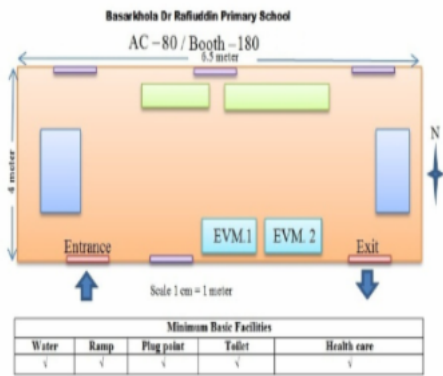 Basarkhola Dr Rafiuddin Primary School
AC – 80 / Booth – 180
6.5 meter
4 meter
N
EVM.1 EVM. 2
Entrance Exit
Scale 1 cm = 1 meter
Minimum Basic Facilities
Water Ramp Plug point Toilet Health care
√ √ √ √ √